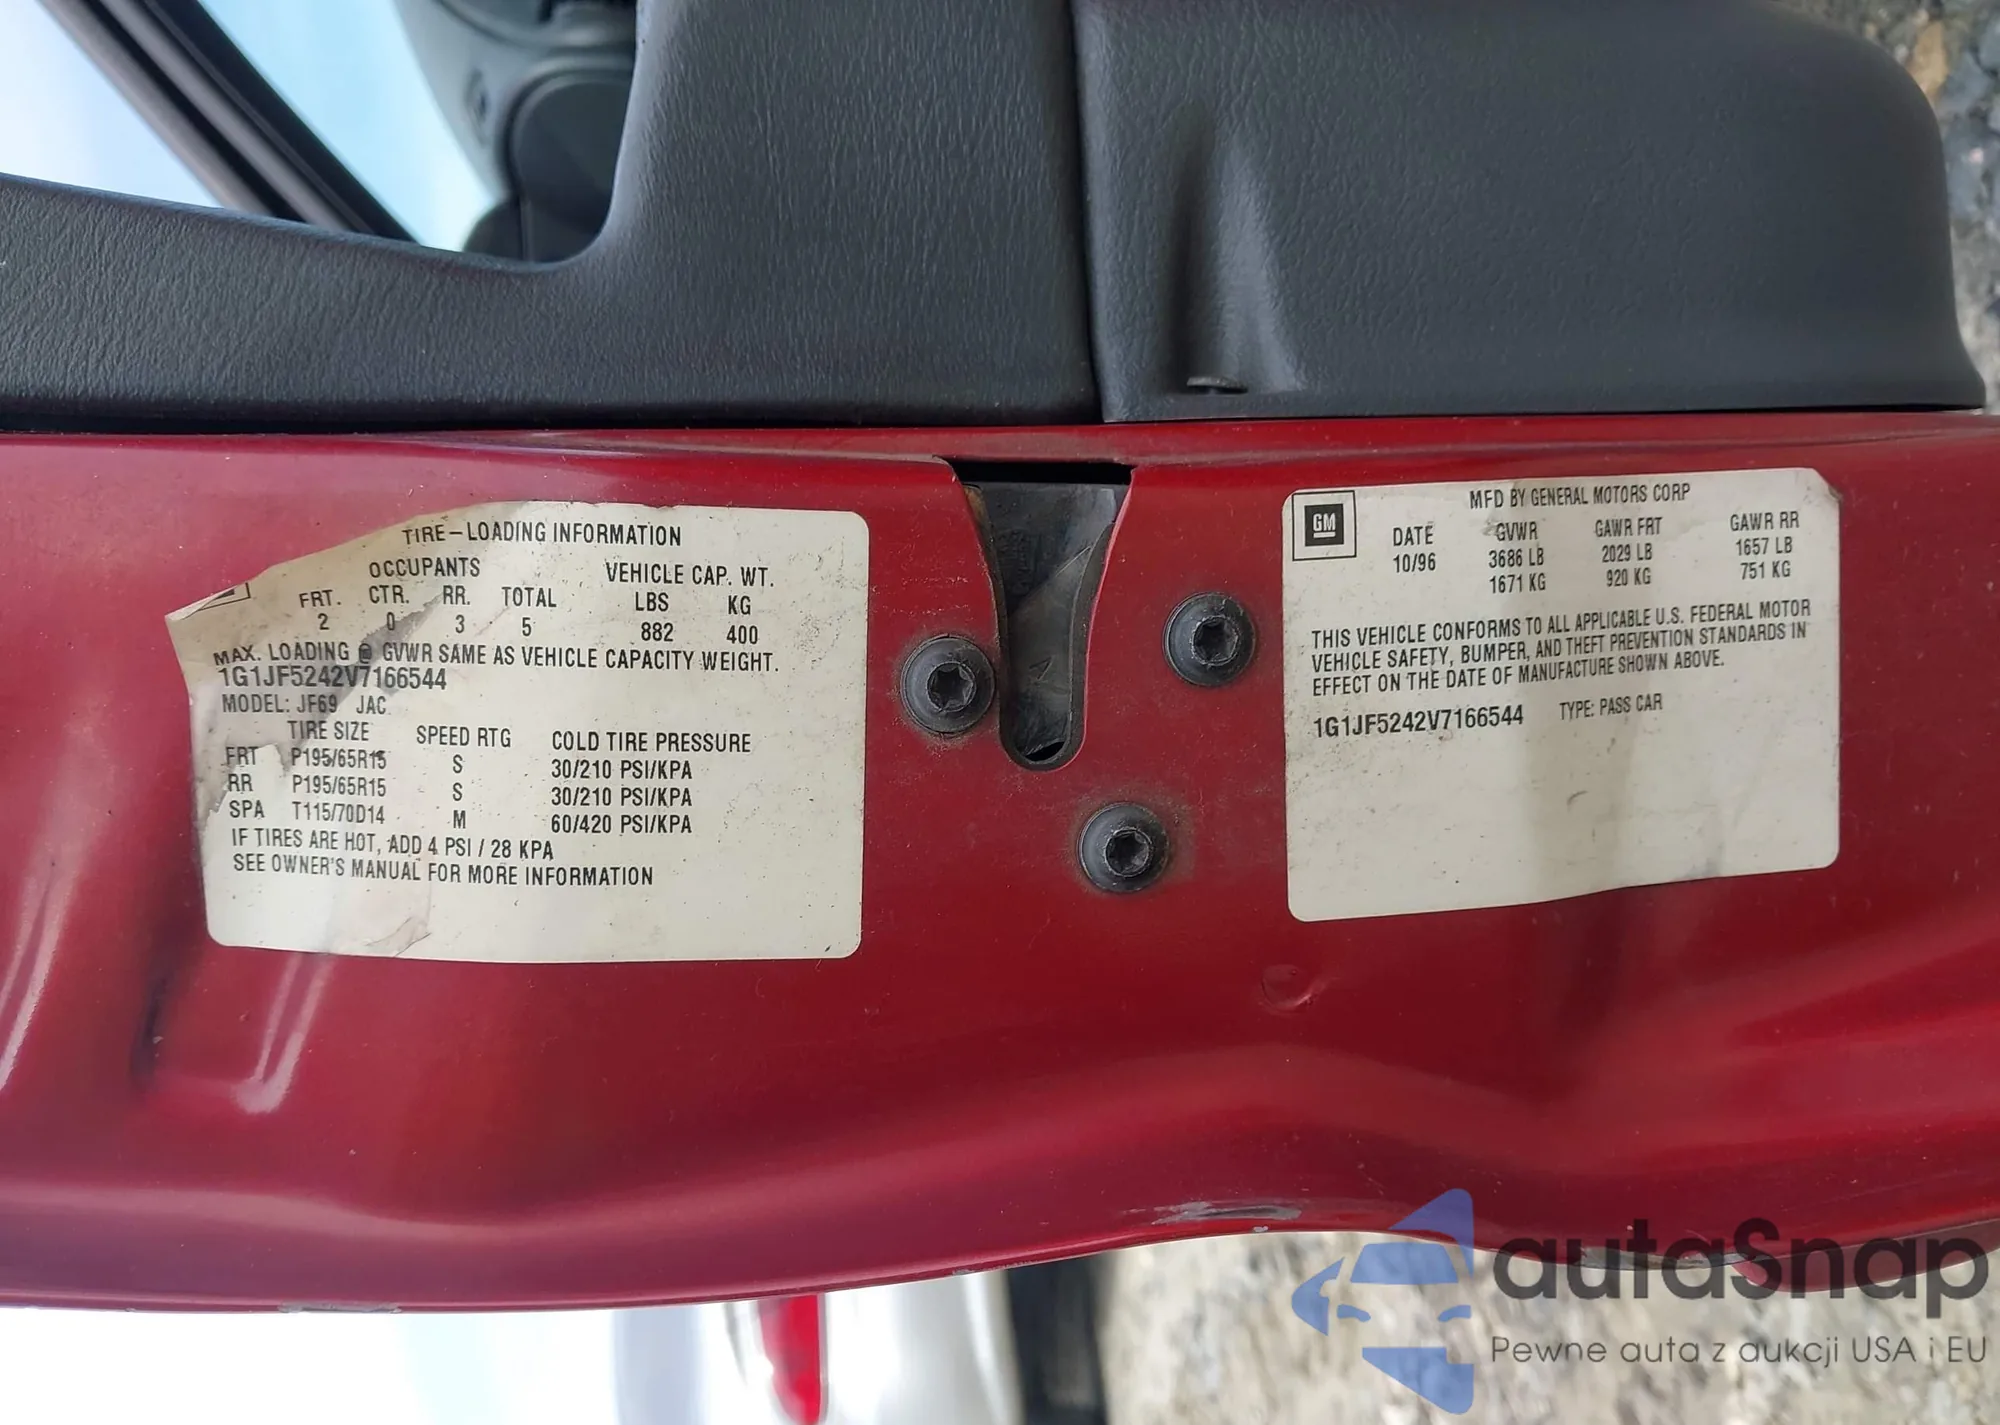 TIRE-LOADING INFORMATION
OCCUPANTS VEHICLE CAP. WT.
FRT. CTR. RR. TOTAL LBS KG
2 0 3 5 882 400
MAX. LOADING @ GVWR SAME AS VEHICLE CAPACITY WEIGHT.
1G1JF5242V7166544
MODEL: JF69 JAC
TIRE SIZE SPEED RTG COLD TIRE PRESSURE
FRT P195/65R15 S 30/210 PSI/KPA
RR P195/65R15 S 30/210 PSI/KPA
SPA T115/70D14 M 60/420 PSI/KPA
IF TIRES ARE HOT, ADD 4 PSI / 28 KPA
SEE OWNER'S MANUAL FOR MORE INFORMATION
GM
MFD BY GENERAL MOTORS CORP
DATE GVWR GAWR FRT GAWR RR
10/96 3686 LB 2029 LB 1657 LB
1671 KG 920 KG 751 KG
THIS VEHICLE CONFORMS TO ALL APPLICABLE U.S. FEDERAL MOTOR
VEHICLE SAFETY, BUMPER, AND THEFT PREVENTION STANDARDS IN
EFFECT ON THE DATE OF MANUFACTURE SHOWN ABOVE.
1G1JF5242V7166544 TYPE: PASS CAR
autaSnap
Pewne auta z aukcji USA i EU